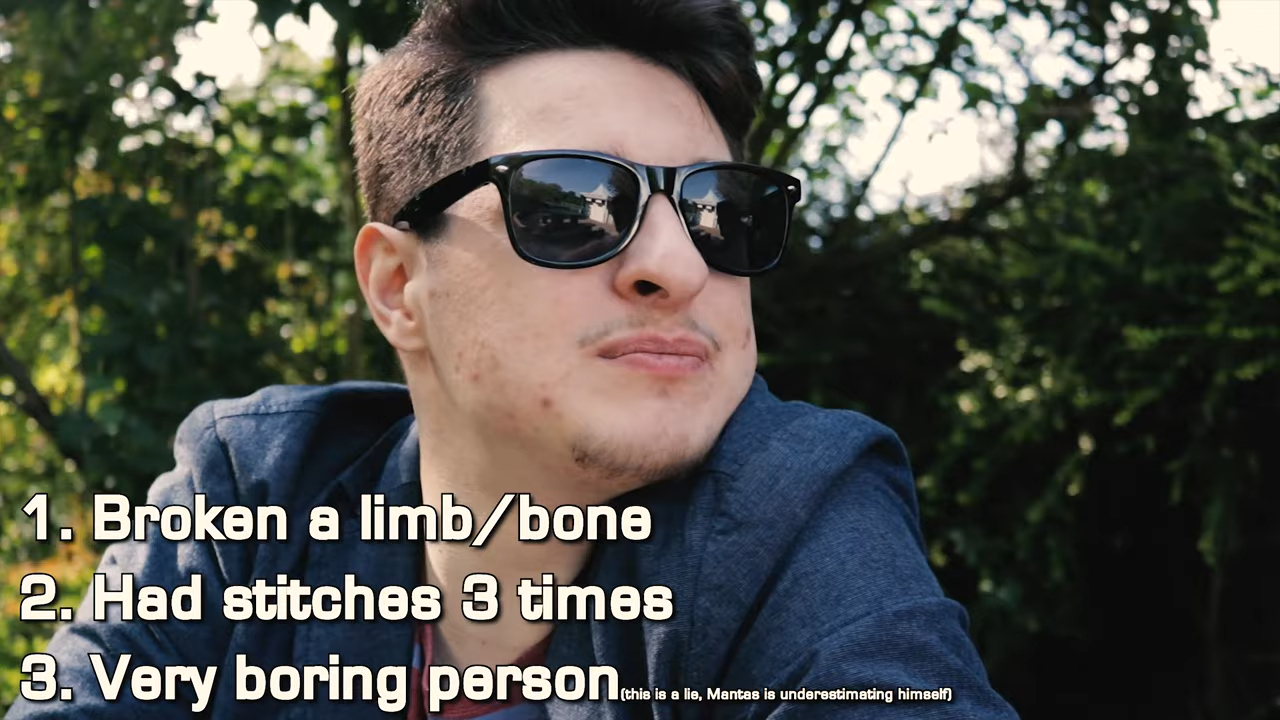 1. Broken a limb/bone
2. Had stitches 3 times
3. Very boring person(this is a lie, Mantas is underestimating himself)